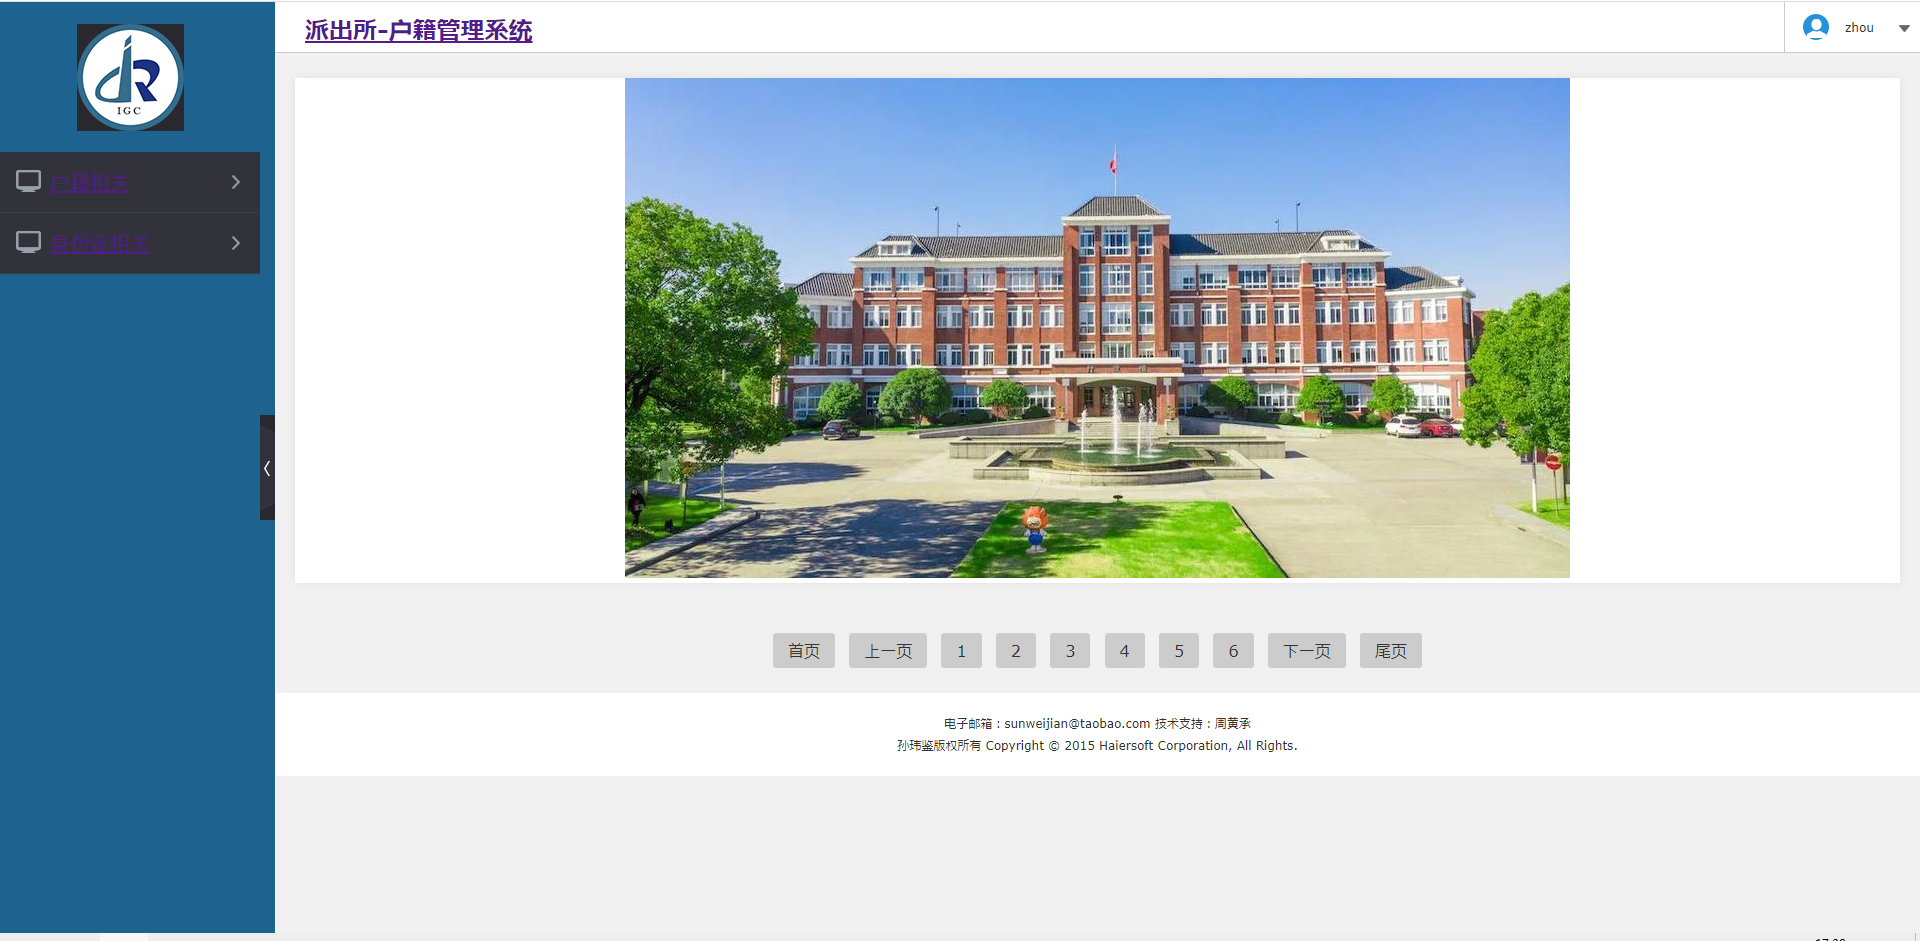 派出所-户籍管理系统
zhou
IGC
户籍相关
身份证相关
首页 上一页 1 2 3 4 5 6 下一页 尾页
电子邮箱：sunweijian@taobao.com 技术支持：周黄承
孙玮鉴版权所有 Copyright © 2015 Haiersoft Corporation, All Rights.